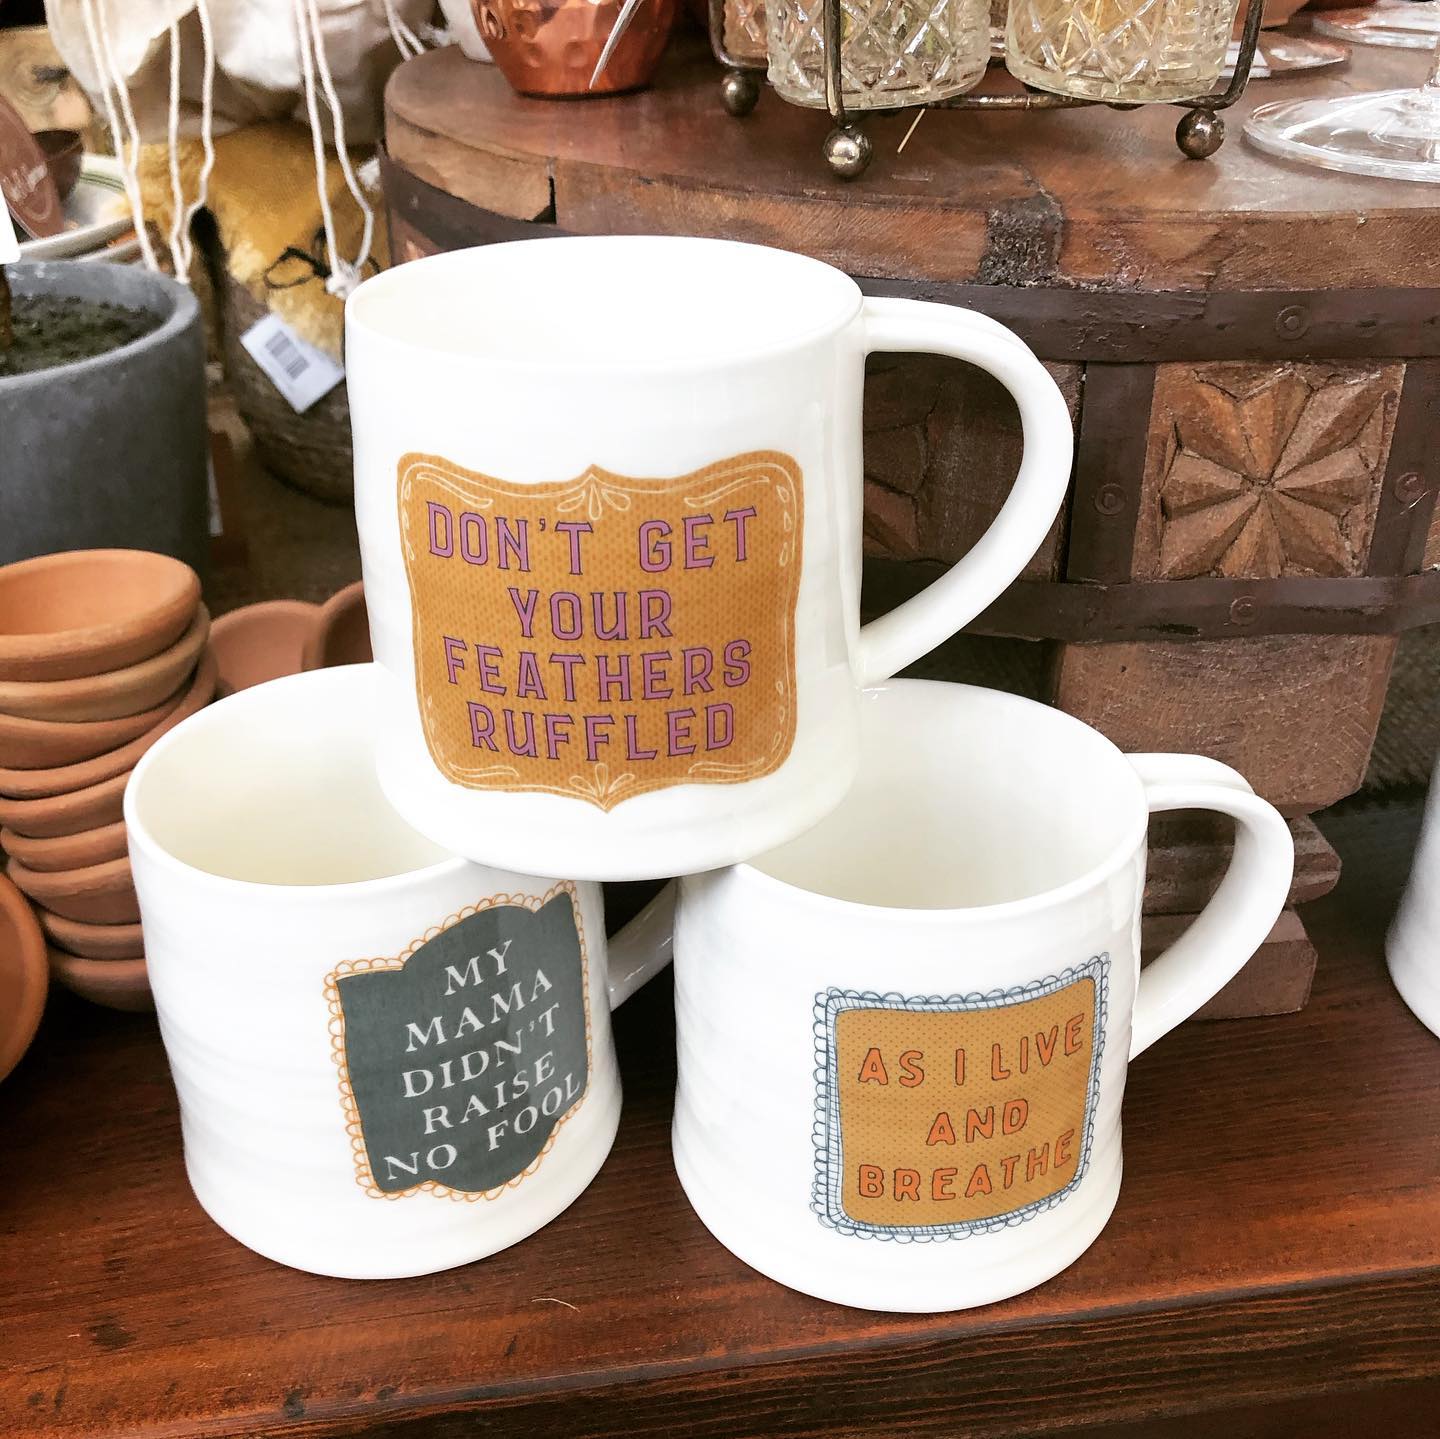 DON'T GET
YOUR
FEATHERS
RUFFLED
MY
MAMA
DIDN'T
RAISE
NO FOOL
AS I LIVE
AND
BREATHE